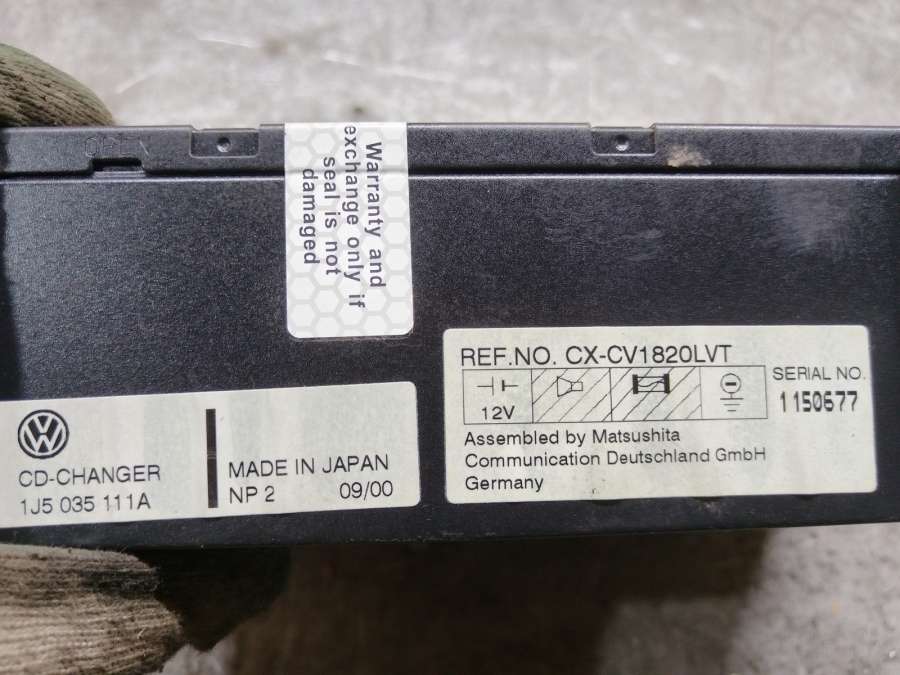 Warranty and
exchange only if
seal is not
damaged
REF.NO. CX-CV1820LVT
12V
SERIAL NO.
1150677
Assembled by Matsushita
Communication Deutschland GmbH
Germany
CD-CHANGER
1J5 035 111A
MADE IN JAPAN
NP 2 09/00